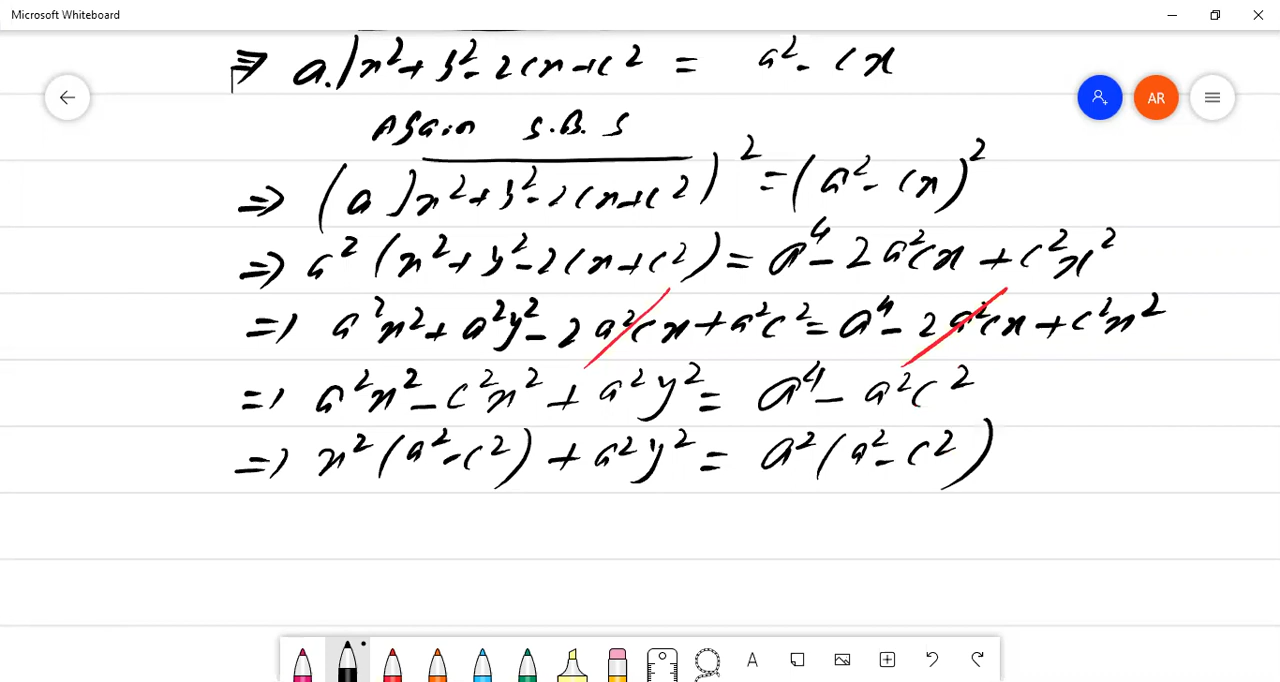 Microsoft Whiteboard
⇒ a.√x²+y²-2cx+c² = a²-cx
AR
Again S.B.S
⇒ (a√x²+y²-2cx+c²)² = (a²-cx)²
⇒ a²(x²+y²-2cx+c²) = a⁴-2a²cx+c²x²
⇒ a²x²+a²y²-2a²cx+a²c² = a⁴-2a²cx+c²x²
⇒ a²x²-c²x²+a²y² = a⁴-a²c²
⇒ x²(a²-c²)+a²y² = a²(a²-c²)
A